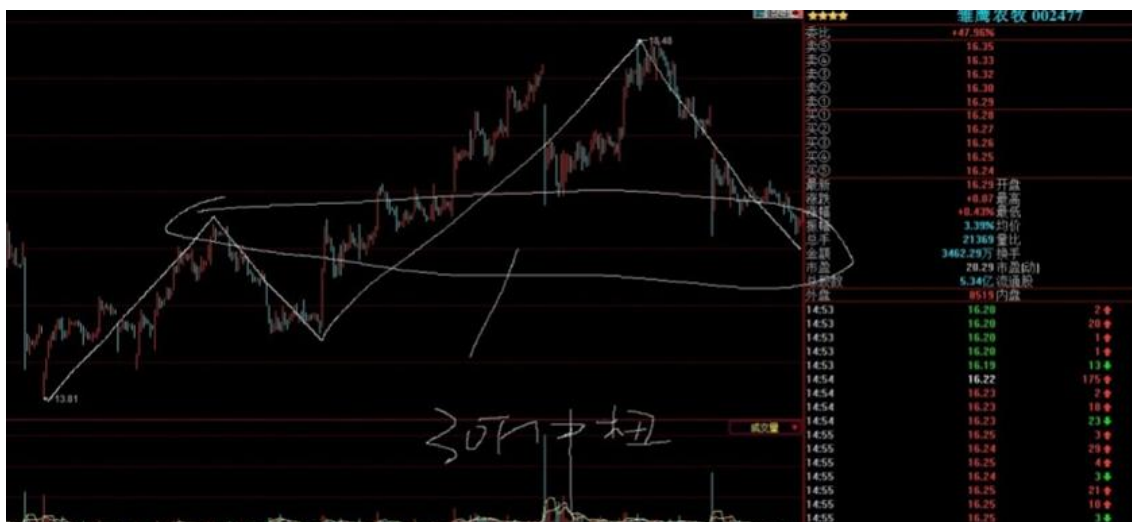 雏鹰农牧 002477
委比 +47.96%
卖⑤ 16.35
卖④ 16.33
卖③ 16.32
卖② 16.30
卖① 16.29
买① 16.28
买② 16.27
买③ 16.26
买④ 16.25
买⑤ 16.24
最新 16.29 开盘
涨跌 +0.07 最高
涨幅 +0.43% 最低
振幅 3.39% 均价
总手 21369 量比
金额 3462.29万 换手
市盈 20.29 市盈(动)
5.34亿 流通股
外盘 8519 内盘
14:53 16.20 2
14:53 16.20 20
14:53 16.20 1
14:53 16.20 1
14:53 16.19 13
14:54 16.22 175
14:54 16.23 2
14:54 16.23 18
14:54 16.23 23
14:55 16.25 3
14:55 16.24 29
14:55 16.25 4
14:55 16.24 3
14:55 16.25 21
14:55 16.25 10
14:55 16.25 3
13.81
成交量
中枢